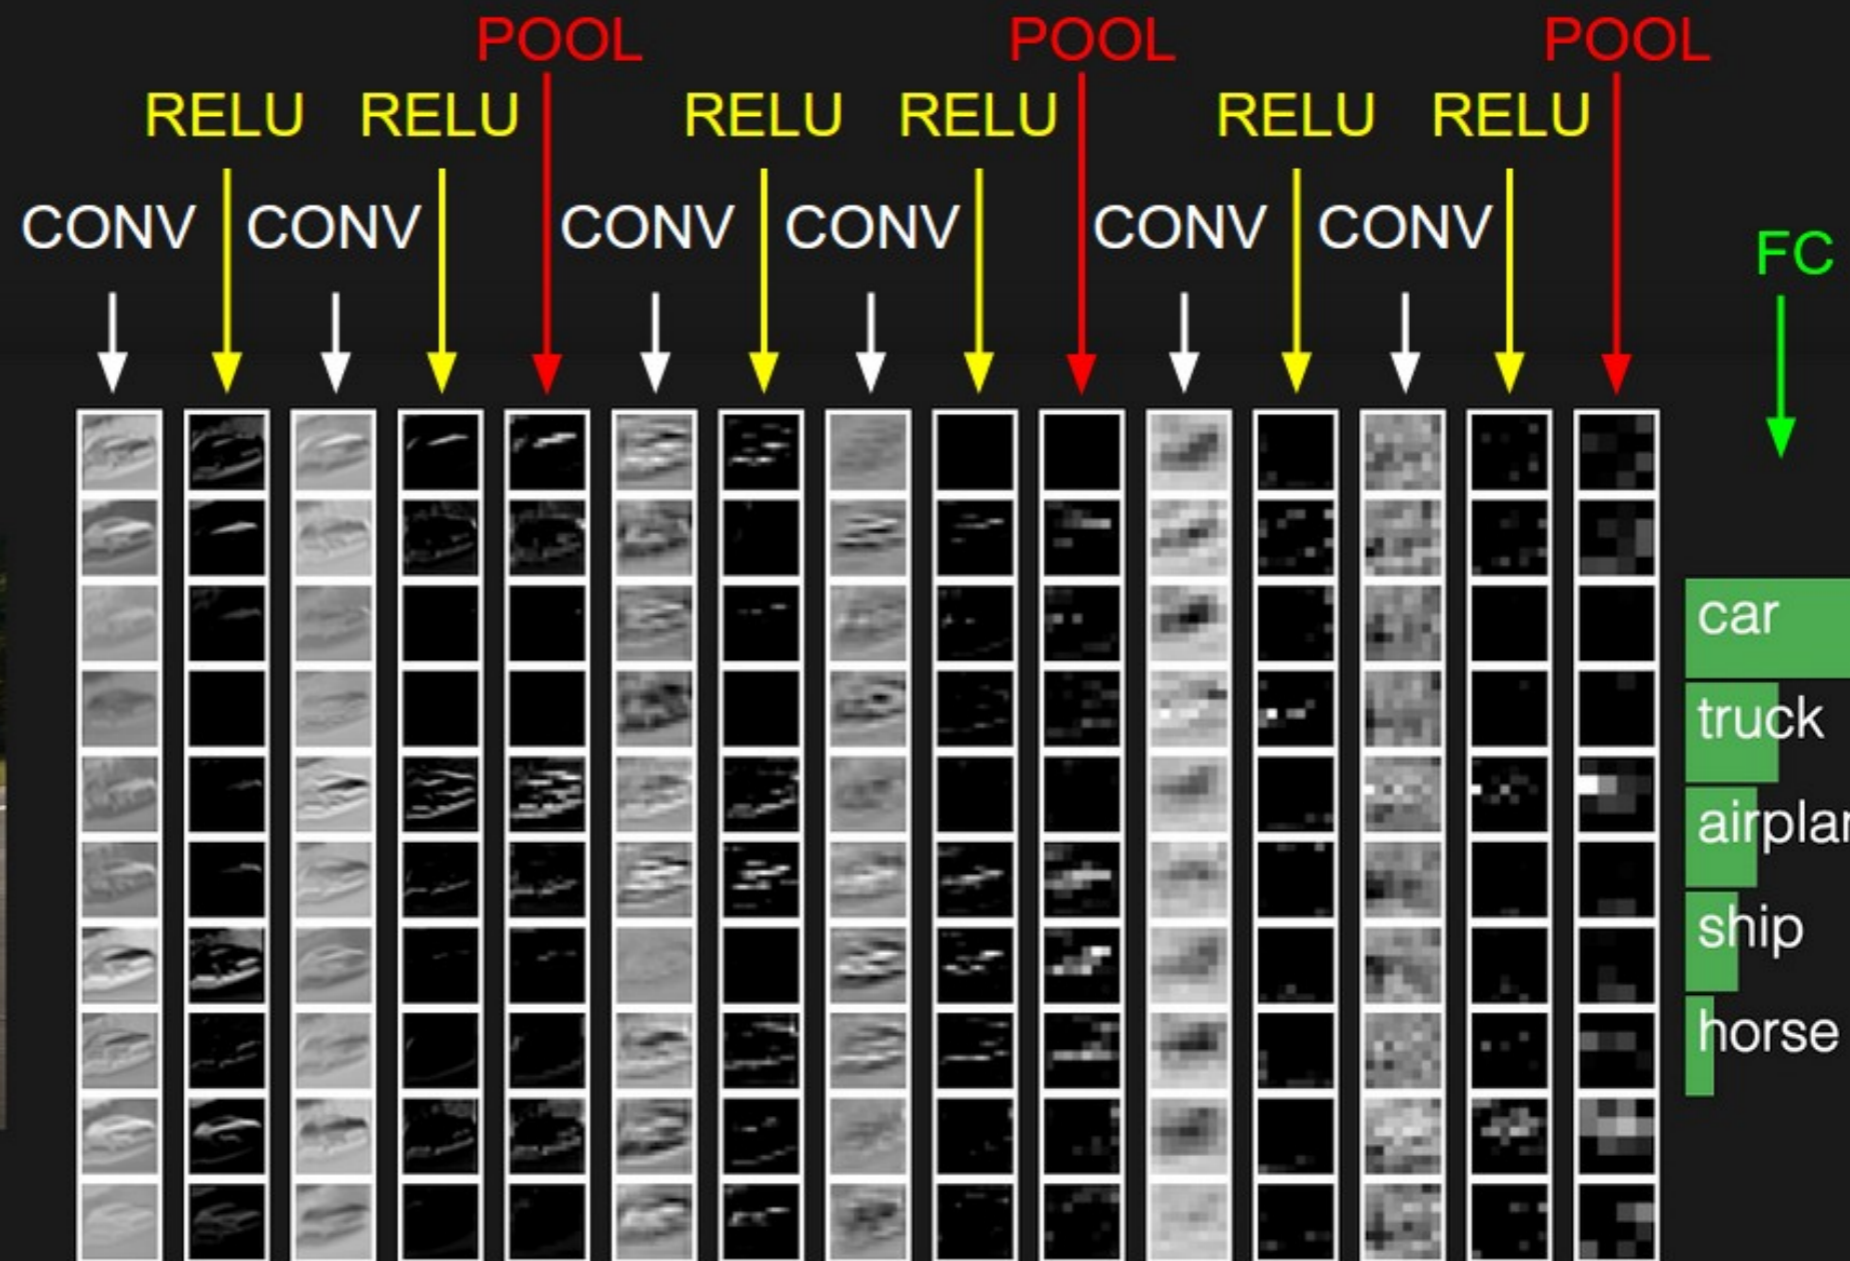 POOL POOL POOL
RELU RELU RELU RELU RELU RELU
CONV CONV CONV CONV CONV CONV
FC
car
truck
airplan
ship
horse